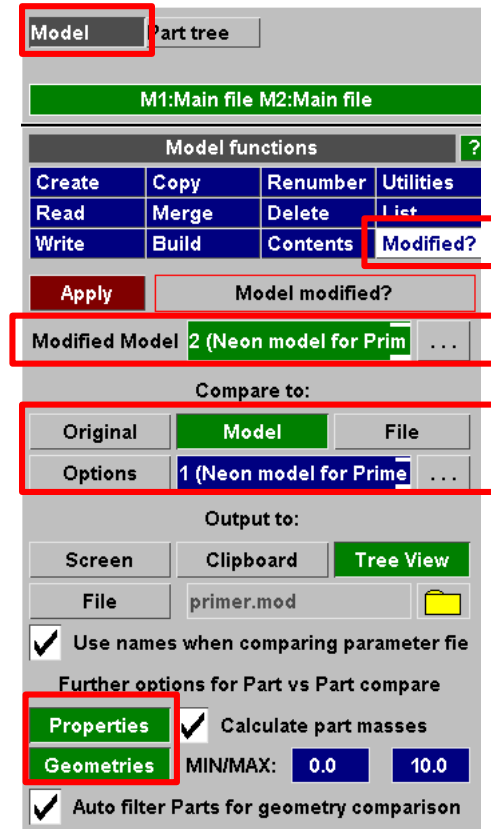 Model Part tree
M1:Main file M2:Main file
Model functions ?
Create Copy Renumber Utilities
Read Merge Delete List
Write Build Contents Modified?
Apply Model modified?
Modified Model 2 (Neon model for Prim ...
Compare to:
Original Model File
Options 1 (Neon model for Prime ...
Output to:
Screen Clipboard Tree View
File primer.mod
Use names when comparing parameter fie
Further options for Part vs Part compare
Properties Calculate part masses
Geometries MIN/MAX: 0.0 10.0
Auto filter Parts for geometry comparison